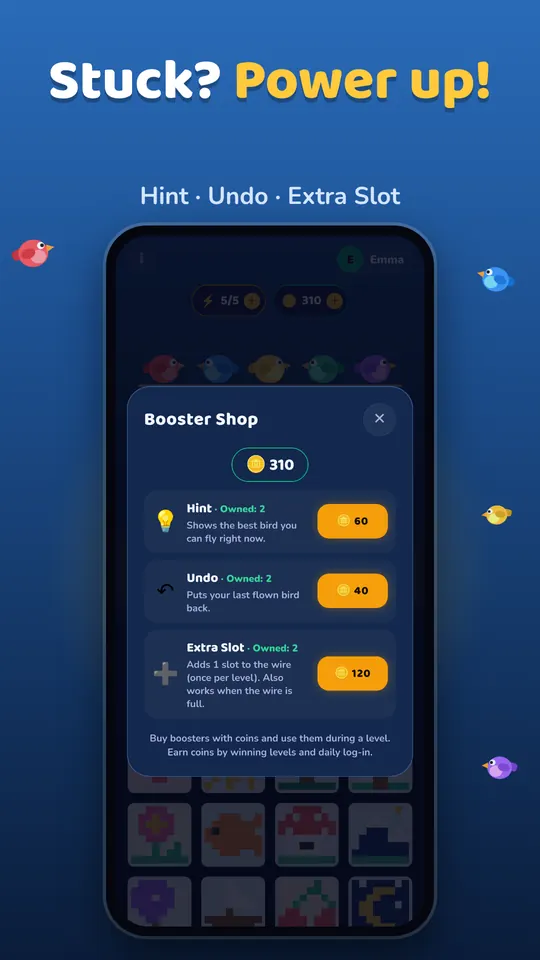 Stuck? Power up!
Hint · Undo · Extra Slot
E Emma
5/5 + 310 +
Booster Shop
310
Hint · Owned: 2
Shows the best bird you
can fly right now.
60
Undo · Owned: 2
Puts your last flown bird
back.
40
Extra Slot · Owned: 2
Adds 1 slot to the wire
(once per level). Also
works when the wire is
full.
120
Buy boosters with coins and use them during a level.
Earn coins by winning levels and daily log-in.